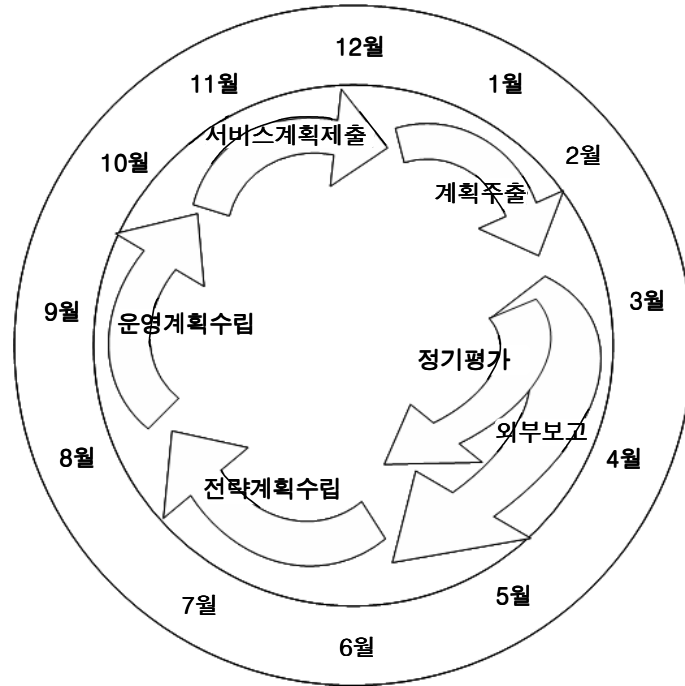 12월
1월
2월
3월
4월
5월
6월
7월
8월
9월
10월
11월
서비스계획제출
계획주출
정기평가
외부보고
전략계획수립
운영계획수립